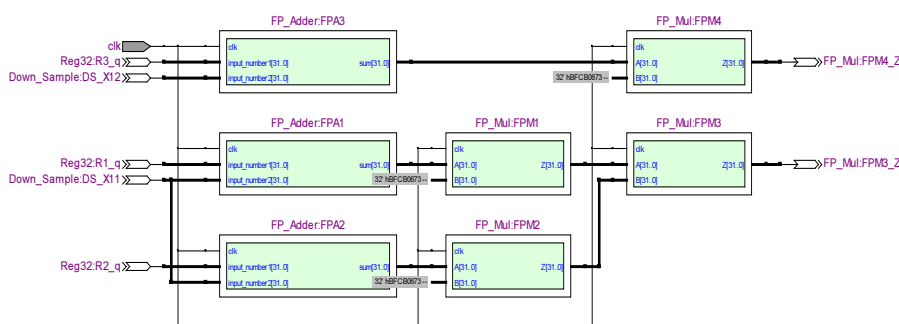 FP_Adder:FPA3
FP_Mul:FPM4
clk
Reg32:R3_q
Down_Sample:DS_X12
clk
input_number1[31..0]
input_number2[31..0]
sum[31..0]
32' hBFCB0673--
clk
A[31..0]
B[31..0]
Z[31..0]
FP_Mul:FPM4_Z
FP_Adder:FPA1
FP_Mul:FPM1
FP_Mul:FPM3
Reg32:R1_q
Down_Sample:DS_X11
clk
input_number1[31..0]
input_number2[31..0]
sum[31..0]
32' hBFCB0673--
clk
A[31..0]
B[31..0]
Z[31..0]
clk
A[31..0]
B[31..0]
Z[31..0]
FP_Mul:FPM3_Z
FP_Adder:FPA2
FP_Mul:FPM2
Reg32:R2_q
clk
input_number1[31..0]
input_number2[31..0]
sum[31..0]
32' hBFCB0673--
clk
A[31..0]
B[31..0]
Z[31..0]